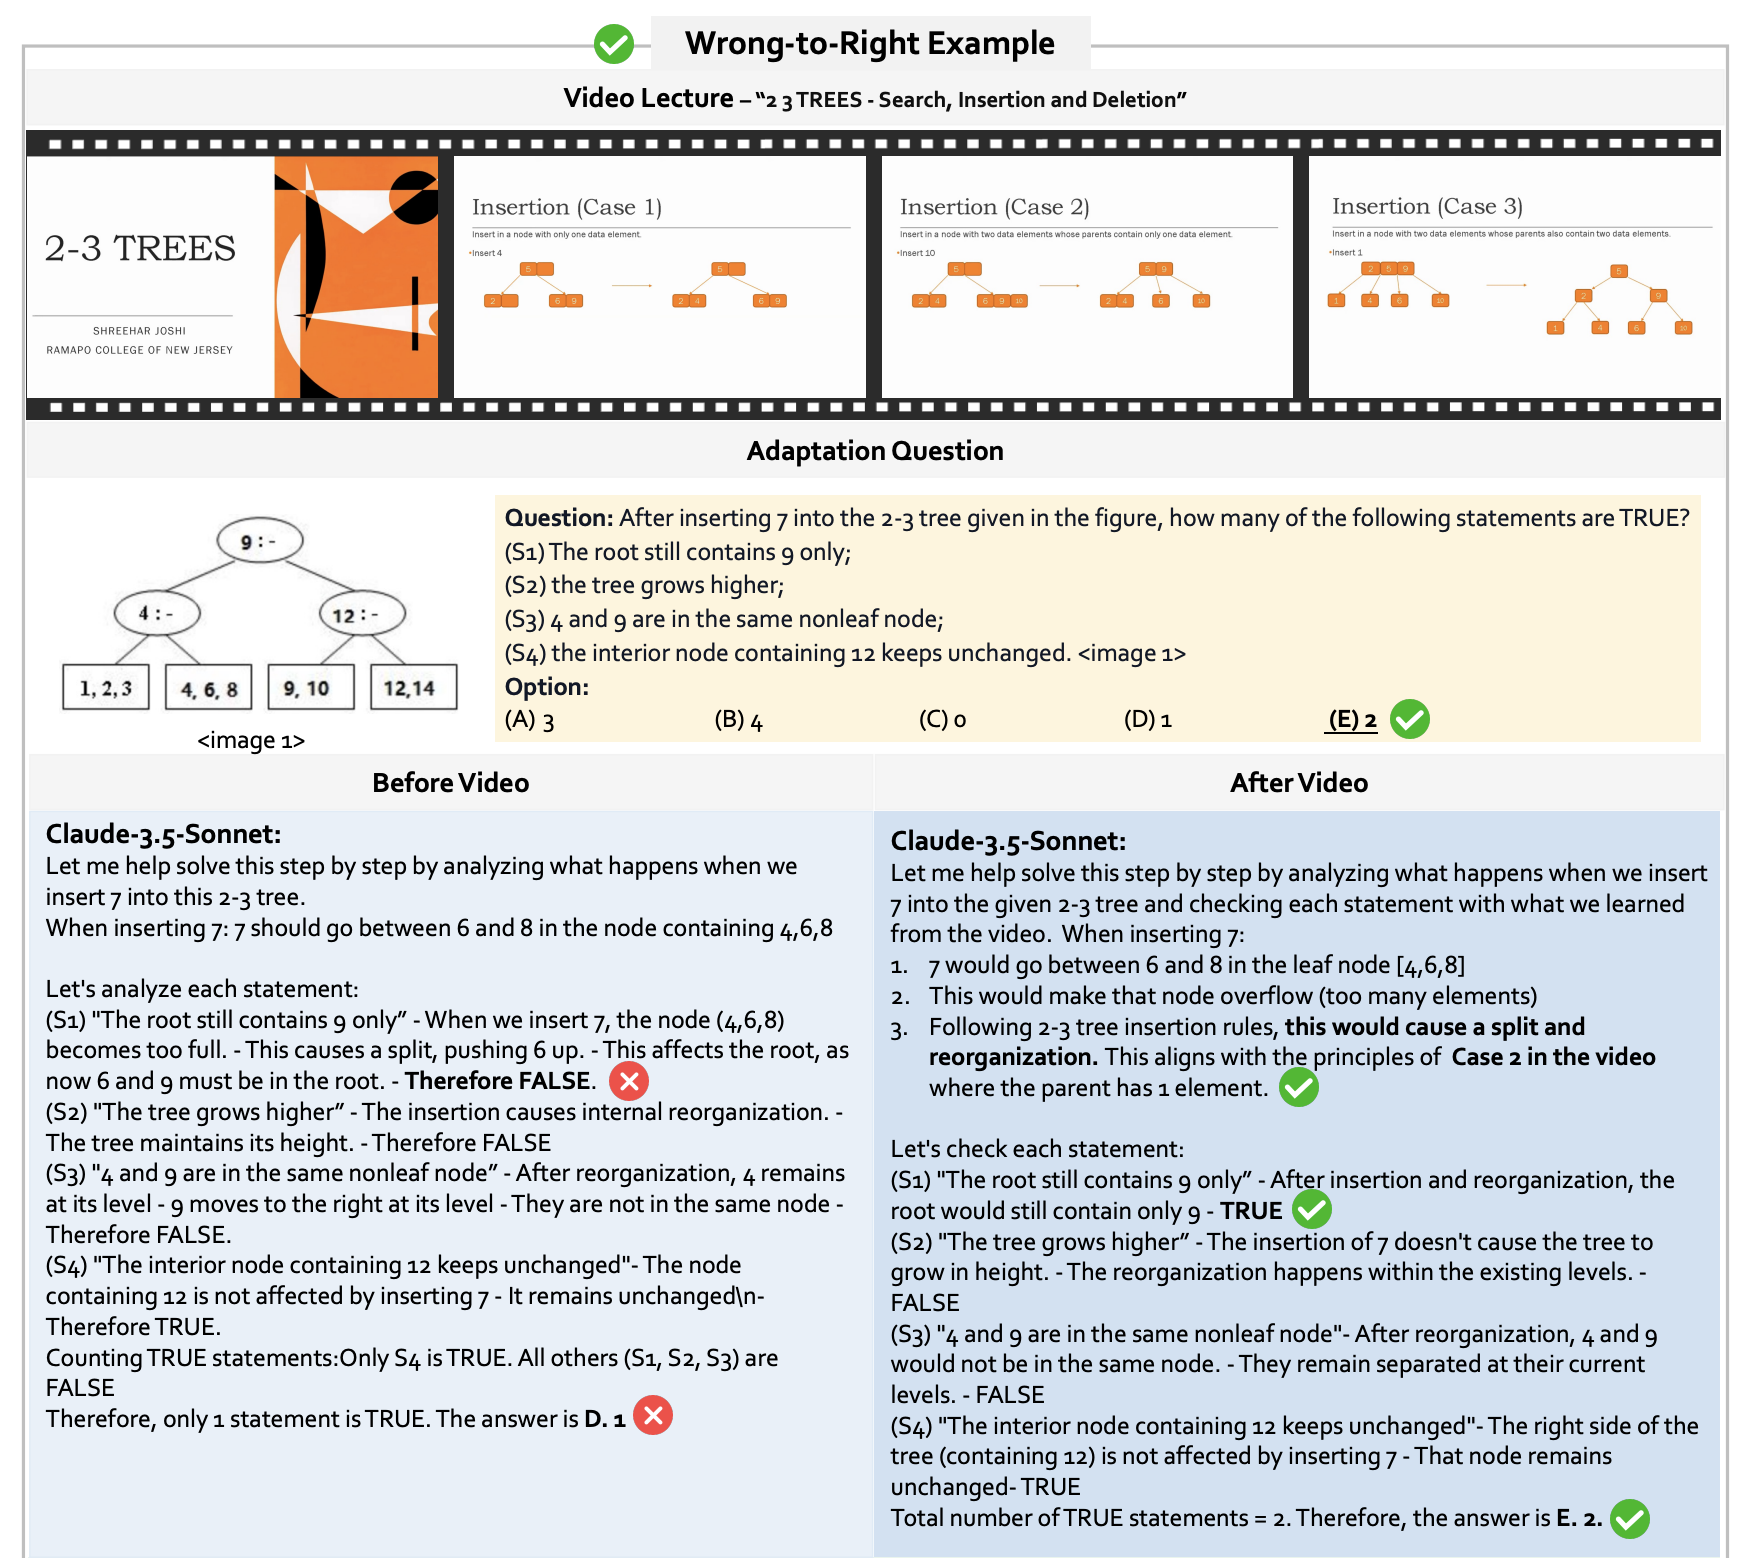 Wrong-to-Right Example
Video Lecture – “2 3 TREES - Search, Insertion and Deletion”
2-3 TREES
SHREEHAR JOSHI
RAMAPO COLLEGE OF NEW JERSEY
Insertion (Case 1)
Insert in a node with only one data element.
•Insert 4
5
2
6 9
5
2 4
6 9
Insertion (Case 2)
Insert in a node with two data elements whose parents contain only one data element.
•Insert 10
5
2 4
6 9 10
5 9
2 4
6
10
Insertion (Case 3)
Insert in a node with two data elements whose parents also contain two data elements.
•Insert 1
2 5 9
1
4
6
10
5
2
9
1
4
6
10
Adaptation Question
9 : -
4 : -
12 : -
1, 2, 3
4, 6, 8
9, 10
12,14
<image 1>
Question: After inserting 7 into the 2-3 tree given in the figure, how many of the following statements are TRUE?
(S1) The root still contains 9 only;
(S2) the tree grows higher;
(S3) 4 and 9 are in the same nonleaf node;
(S4) the interior node containing 12 keeps unchanged. <image 1>
Option:
(A) 3 (B) 4 (C) 0 (D) 1 (E) 2
Before Video
Claude-3.5-Sonnet:
Let me help solve this step by step by analyzing what happens when we
insert 7 into this 2-3 tree.
When inserting 7: 7 should go between 6 and 8 in the node containing 4,6,8
Let's analyze each statement:
(S1) "The root still contains 9 only” - When we insert 7, the node (4,6,8)
becomes too full. - This causes a split, pushing 6 up. - This affects the root, as
now 6 and 9 must be in the root. - Therefore FALSE.
(S2) "The tree grows higher” - The insertion causes internal reorganization. -
The tree maintains its height. - Therefore FALSE
(S3) "4 and 9 are in the same nonleaf node” - After reorganization, 4 remains
at its level - 9 moves to the right at its level - They are not in the same node -
Therefore FALSE.
(S4) "The interior node containing 12 keeps unchanged"- The node
containing 12 is not affected by inserting 7 - It remains unchanged\n-
Therefore TRUE.
Counting TRUE statements:Only S4 is TRUE. All others (S1, S2, S3) are
FALSE
Therefore, only 1 statement is TRUE. The answer is D. 1
After Video
Claude-3.5-Sonnet:
Let me help solve this step by step by analyzing what happens when we insert
7 into the given 2-3 tree and checking each statement with what we learned
from the video. When inserting 7:
1. 7 would go between 6 and 8 in the leaf node [4,6,8]
2. This would make that node overflow (too many elements)
3. Following 2-3 tree insertion rules, this would cause a split and
reorganization. This aligns with the principles of Case 2 in the video
where the parent has 1 element.
Let's check each statement:
(S1) "The root still contains 9 only” - After insertion and reorganization, the
root would still contain only 9 - TRUE
(S2) "The tree grows higher” - The insertion of 7 doesn't cause the tree to
grow in height. - The reorganization happens within the existing levels. -
FALSE
(S3) "4 and 9 are in the same nonleaf node"- After reorganization, 4 and 9
would not be in the same node. - They remain separated at their current
levels. - FALSE
(S4) "The interior node containing 12 keeps unchanged"- The right side of the
tree (containing 12) is not affected by inserting 7 - That node remains
unchanged- TRUE
Total number of TRUE statements = 2. Therefore, the answer is E. 2.